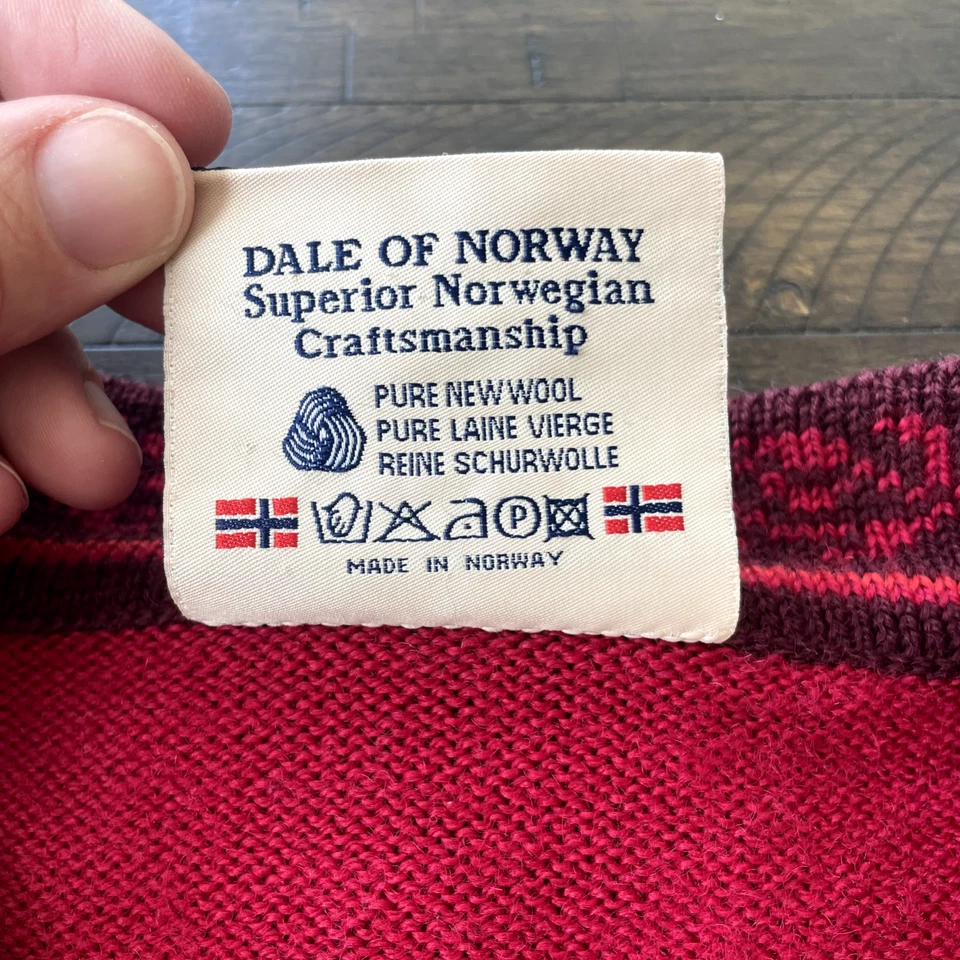 DALE OF NORWAY
Superior Norwegian
Craftsmanship
PURE NEW WOOL
PURE LAINE VIERGE
REINE SCHURWOLLE
P
MADE IN NORWAY